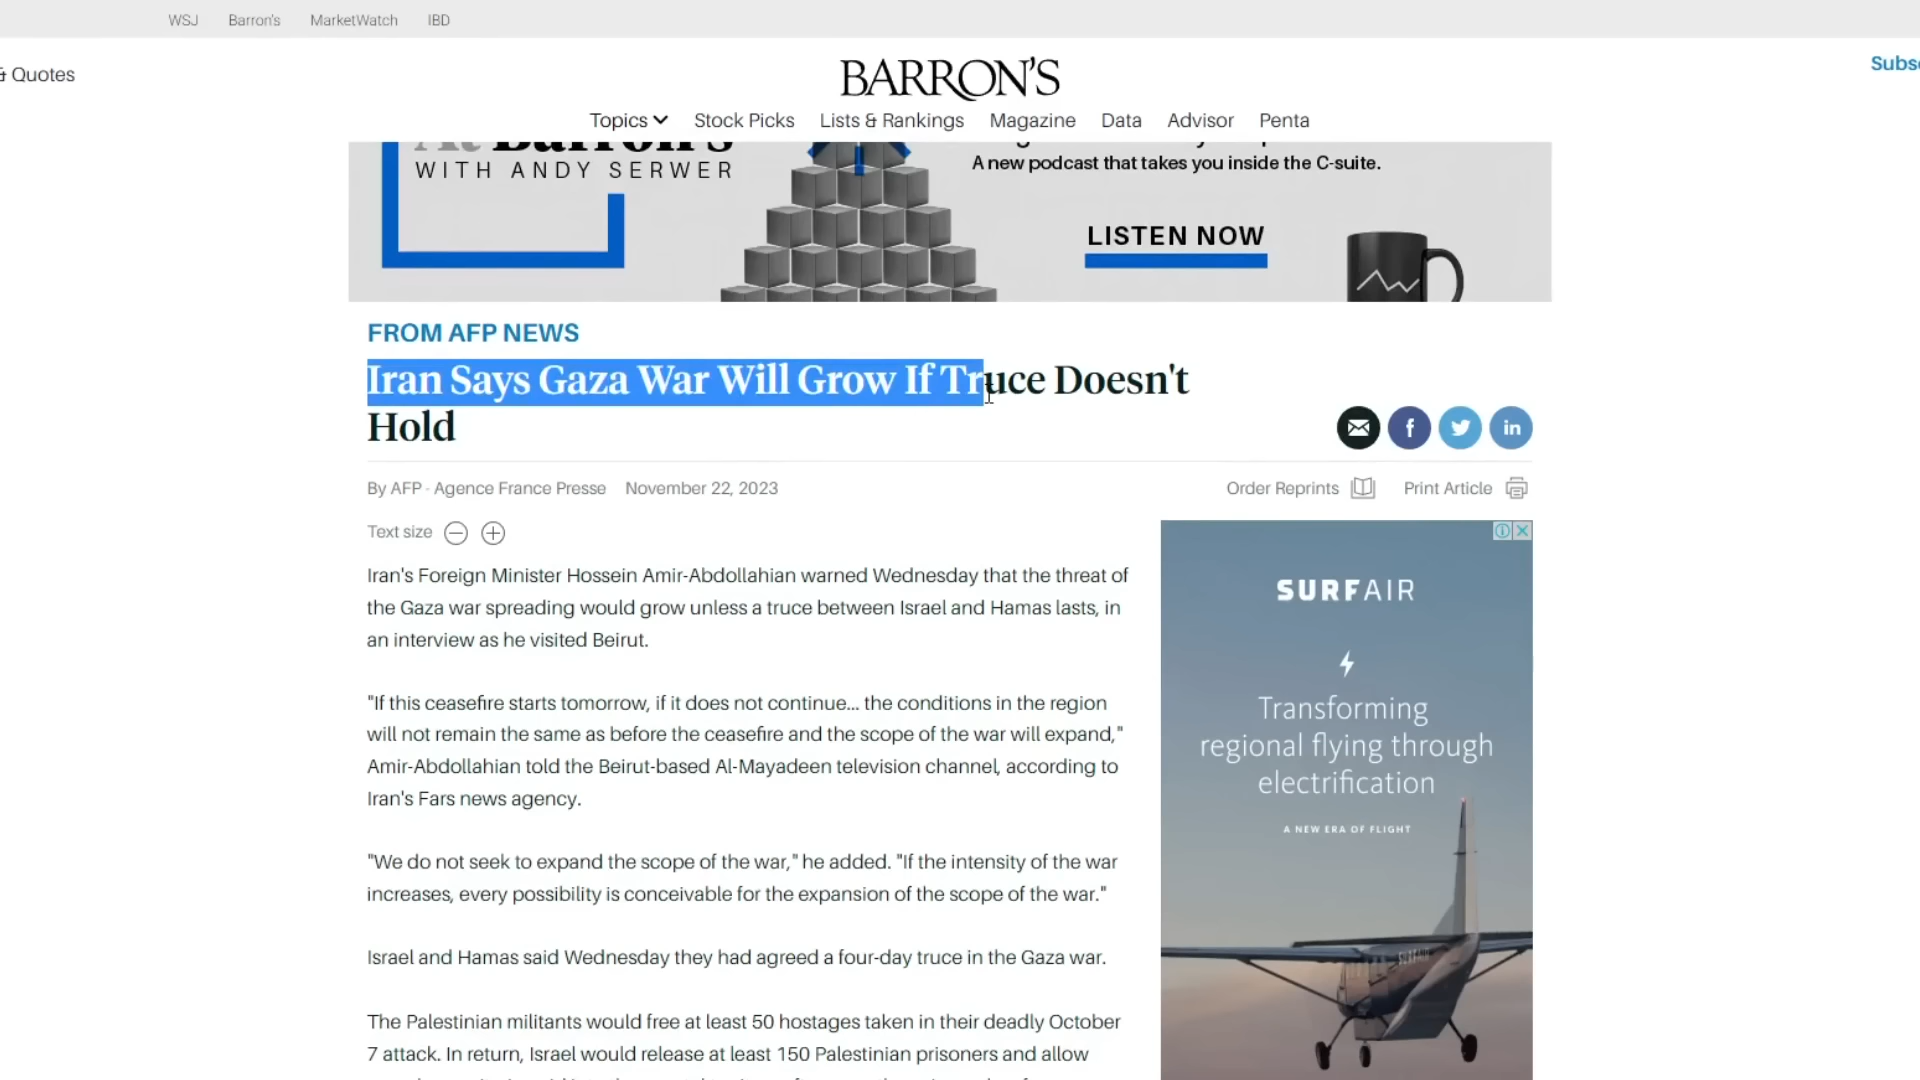 WSJ Barron's MarketWatch IBD
& Quotes
BARRON'S
Topics Stock Picks Lists & Rankings Magazine Data Advisor Penta
At Barron's
WITH ANDY SERWER
A new podcast that takes you inside the C-suite.
LISTEN NOW
FROM AFP NEWS
Iran Says Gaza War Will Grow If Truce Doesn't
Hold
By AFP - Agence France Presse November 22, 2023
Order Reprints Print Article
Text size
Iran's Foreign Minister Hossein Amir-Abdollahian warned Wednesday that the threat of
the Gaza war spreading would grow unless a truce between Israel and Hamas lasts, in
an interview as he visited Beirut.
"If this ceasefire starts tomorrow, if it does not continue... the conditions in the region
will not remain the same as before the ceasefire and the scope of the war will expand,"
Amir-Abdollahian told the Beirut-based Al-Mayadeen television channel, according to
Iran's Fars news agency.
"We do not seek to expand the scope of the war," he added. "If the intensity of the war
increases, every possibility is conceivable for the expansion of the scope of the war."
Israel and Hamas said Wednesday they had agreed a four-day truce in the Gaza war.
The Palestinian militants would free at least 50 hostages taken in their deadly October
7 attack. In return, Israel would release at least 150 Palestinian prisoners and allow
SURFAIR
Transforming
regional flying through
electrification
A NEW ERA OF FLIGHT
SURFAIR